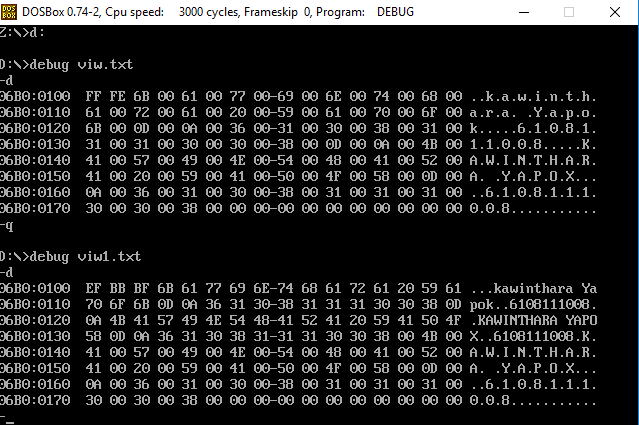 DOSBox 0.74-2, Cpu speed: 3000 cycles, Frameskip 0, Program: DEBUG
Z:\>d:
D:\>debug viw.txt
-d
06B0:0100 FF FE 6B 00 61 00 77 00-69 00 6E 00 74 00 68 00 ..k.a.w.i.n.t.h.
06B0:0110 61 00 72 00 61 00 20 00-59 00 61 00 70 00 6F 00 a.r.a. .Y.a.p.o.
06B0:0120 6B 00 0D 00 0A 00 36 00-31 00 30 00 38 00 31 00 k.....6.1.0.8.1.
06B0:0130 31 00 31 00 30 00 30 00-38 00 0D 00 0A 00 4B 00 1.1.0.0.8.....K.
06B0:0140 41 00 57 00 49 00 4E 00-54 00 48 00 41 00 52 00 A.W.I.N.T.H.A.R.
06B0:0150 41 00 20 00 59 00 41 00-50 00 4F 00 58 00 0D 00 A. .Y.A.P.O.X...
06B0:0160 0A 00 36 00 31 00 30 00-38 00 31 00 31 00 31 00 ..6.1.0.8.1.1.1.
06B0:0170 30 00 30 00 38 00 00 00-00 00 00 00 00 00 00 00 0.0.8...........
-q
D:\>debug viw1.txt
-d
06B0:0100 EF BB BF 6B 61 77 69 6E-74 68 61 72 61 20 59 61 ...kawinthara Ya
06B0:0110 70 6F 6B 0D 0A 36 31 30-38 31 31 31 30 30 38 0D pok..6108111008.
06B0:0120 0A 4B 41 57 49 4E 54 48-41 52 41 20 59 41 50 4F .KAWINTHARA YAPO
06B0:0130 58 0D 0A 36 31 30 38 31-31 31 30 30 38 00 4B 00 X..6108111008.K.
06B0:0140 41 00 57 00 49 00 4E 00-54 00 48 00 41 00 52 00 A.W.I.N.T.H.A.R.
06B0:0150 41 00 20 00 59 00 41 00-50 00 4F 00 58 00 0D 00 A. .Y.A.P.O.X...
06B0:0160 0A 00 36 00 31 00 30 00-38 00 31 00 31 00 31 00 ..6.1.0.8.1.1.1.
06B0:0170 30 00 30 00 38 00 00 00-00 00 00 00 00 00 00 00 0.0.8...........
-_